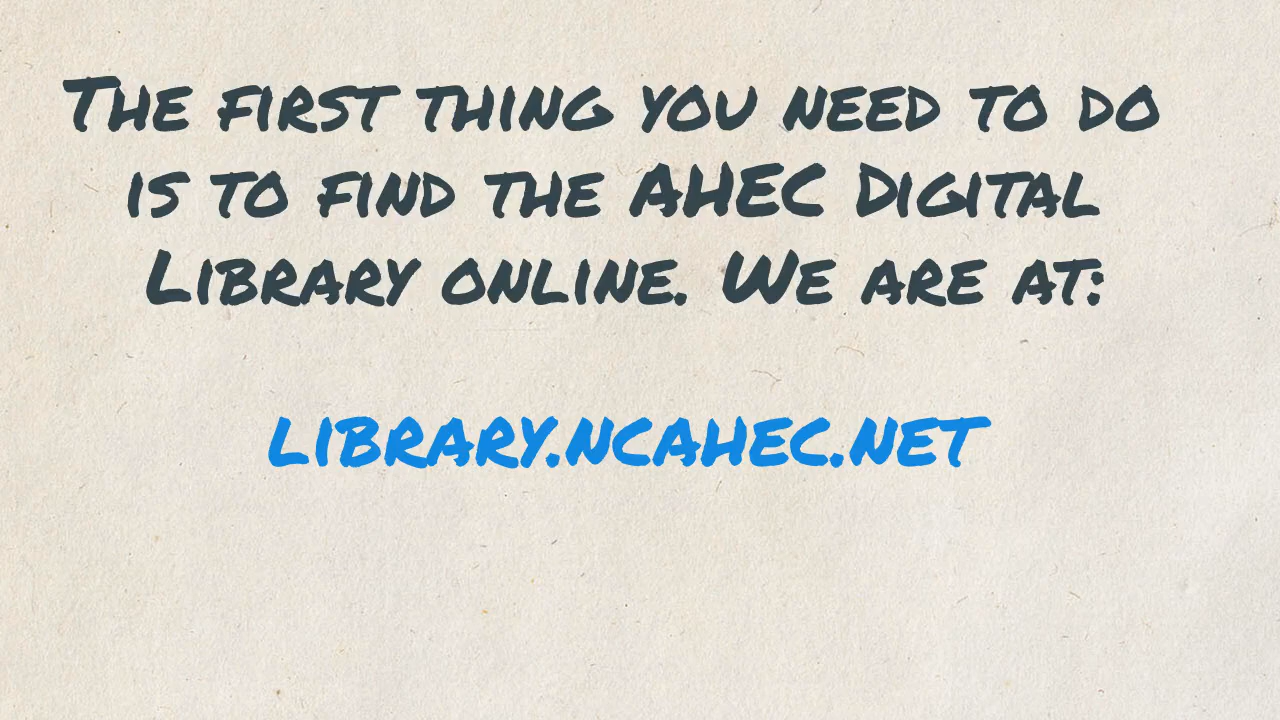 The first thing you need to do
is to find the AHEC Digital
Library online. We are at:
library.ncahec.net